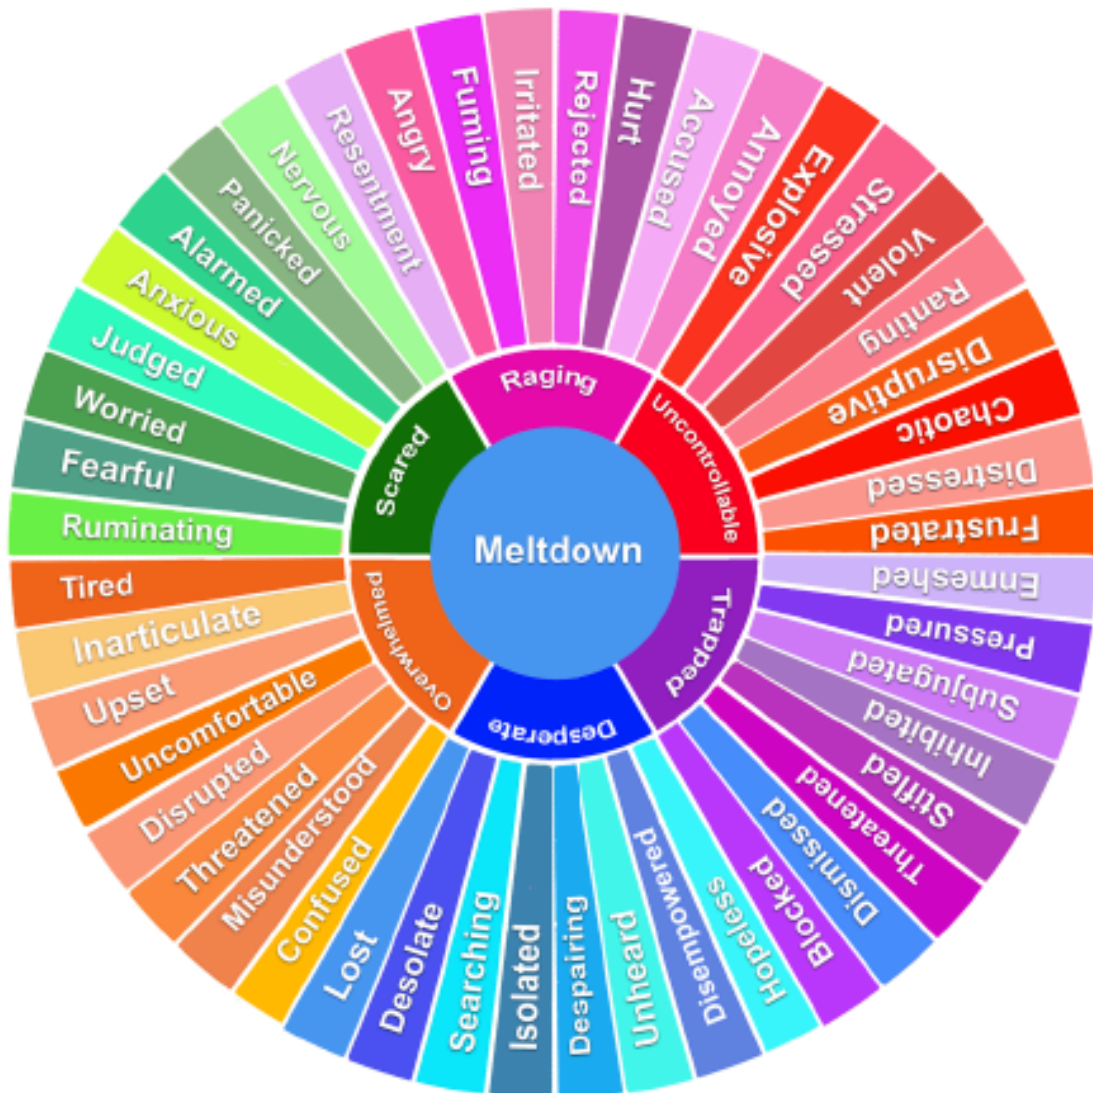 Meltdown
Raging
Uncontrollable
Trapped
Desperate
Overwhelmed
Scared
Resentment
Angry
Fuming
Irritated
Rejected
Hurt
Accused
Annoyed
Explosive
Stressed
Violent
Ranting
Disruptive
Chaotic
Distressed
Frustrated
Enmeshed
Pressured
Subjugated
Inhibited
Stifled
Threatened
Dismissed
Blocked
Hopeless
Disempowered
Unheard
Despairing
Isolated
Searching
Desolate
Lost
Confused
Misunderstood
Threatened
Disrupted
Uncomfortable
Upset
Inarticulate
Tired
Ruminating
Fearful
Worried
Judged
Anxious
Alarmed
Panicked
Nervous